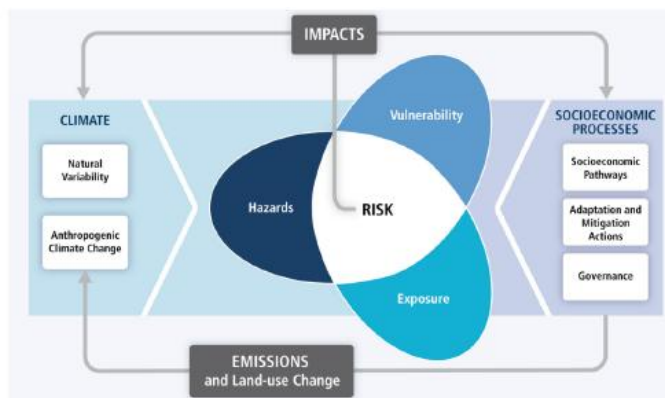 IMPACTS
CLIMATE
Natural
Variability
Anthropogenic
Climate Change
Vulnerability
Hazards
RISK
Exposure
SOCIOECONOMIC
PROCESSES
Socioeconomic
Pathways
Adaptation and
Mitigation
Actions
Governance
EMISSIONS
and Land-use Change